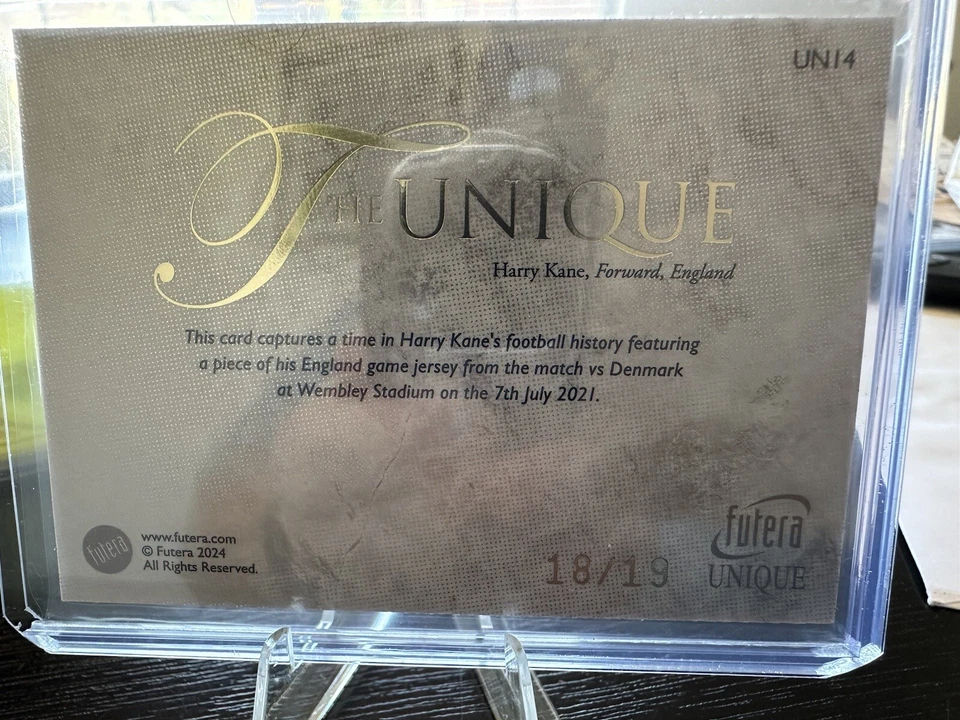 UN14
THE UNIQUE
Harry Kane, Forward, England
This card captures a time in Harry Kane's football history featuring
a piece of his England game jersey from the match vs Denmark
at Wembley Stadium on the 7th July 2021.
futera
www.futera.com
© Futera 2024
All Rights Reserved.
18/19
futera
UNIQUE